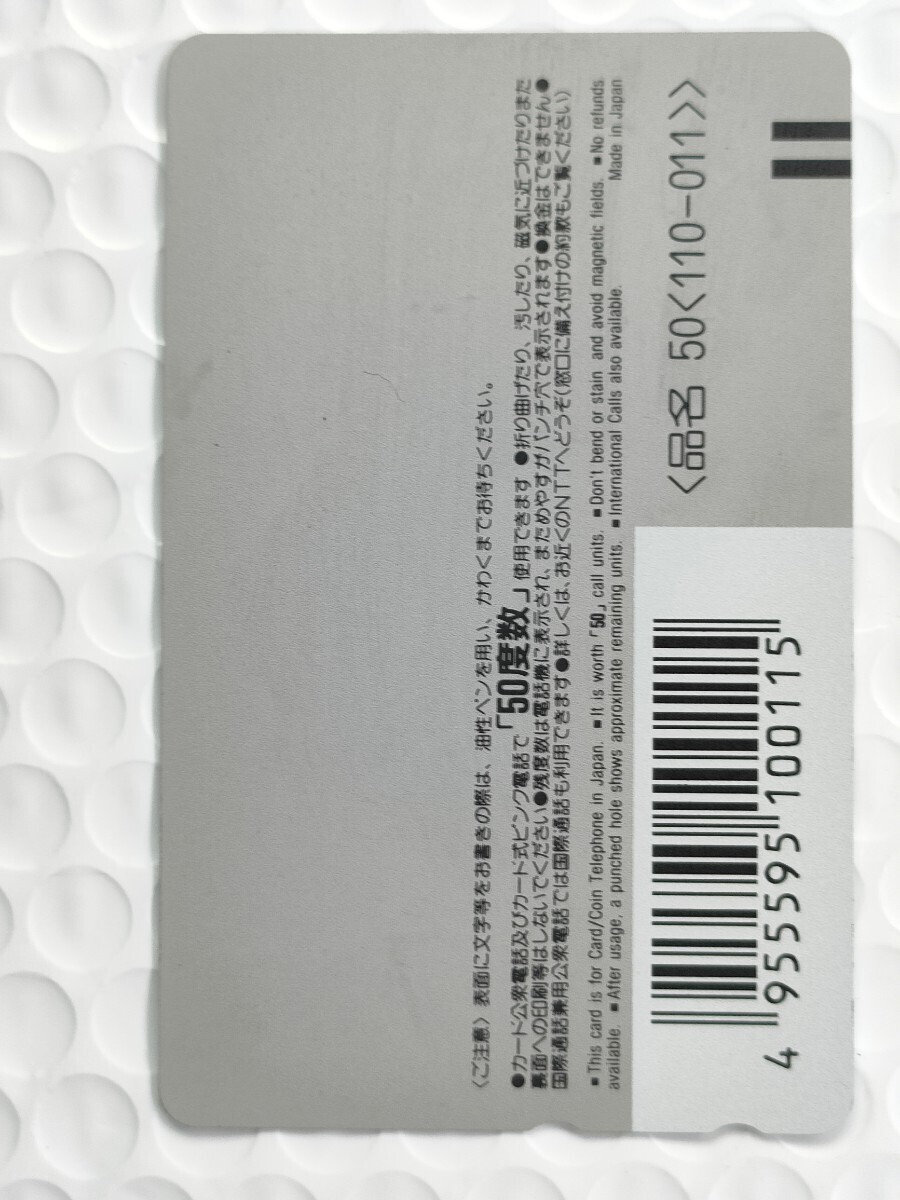 〈ご注意〉表面に文字等をお書きの際は、油性ペンを用い、かわくまでお待ちください。
●カード公衆電話及びカード式ピンク電話で「50度数」使用できます●折り曲げたり、汚したり、磁気に近づけたりまた
裏面への印刷等はしないでください●残度数は電話機に表示され、まためやすがパンチ穴で表示されます●換金はできません●
国際通話兼用公衆電話では国際通話も利用できます●詳しくは、お近くのNTTへどうぞ(窓口に備え付けの約款もご覧ください)
■This card is for Card/Coin Telephone in Japan. ■It is worth「50」call units. ■Don't bend or stain and avoid magnetic fields. ■No refunds
available. ■After usage, a punched hole shows approximate remaining units. ■International Calls also available. Made in Japan
〈品名 50〈110-011〉〉
4 955595 100115